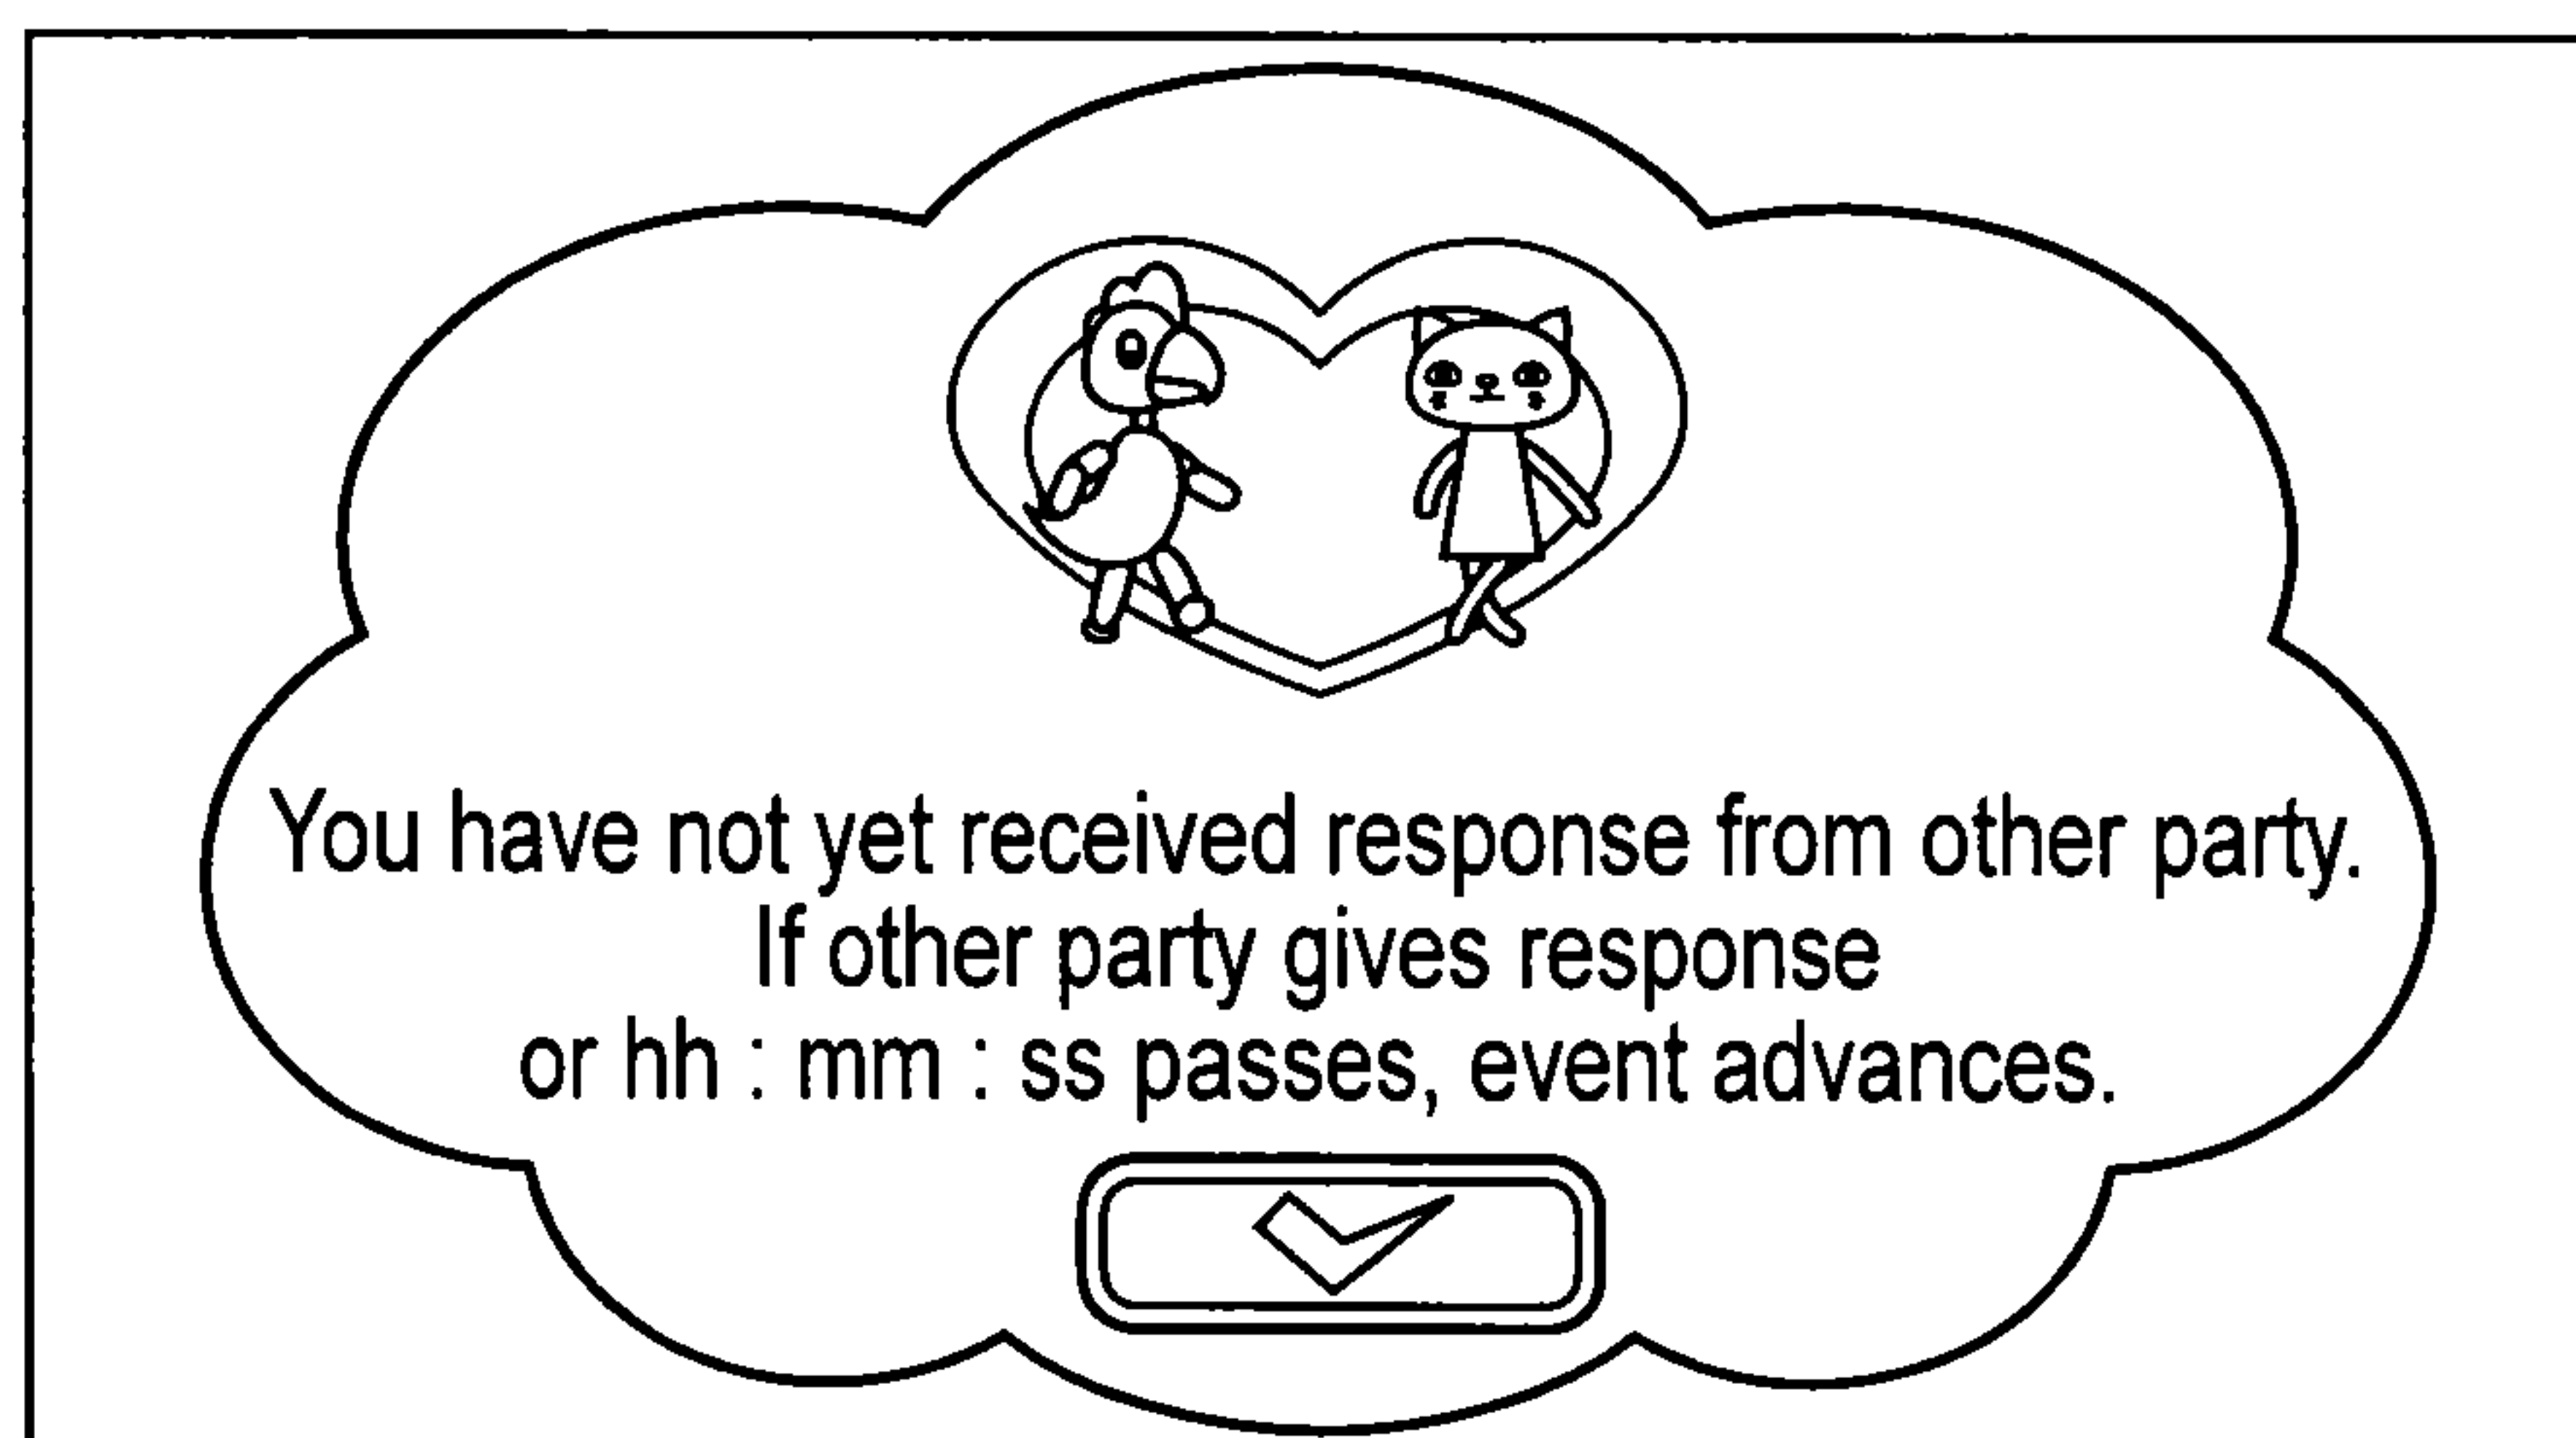 You have not yet received response from other party.
If other party gives response
or hh : mm : ss passes, event advances.